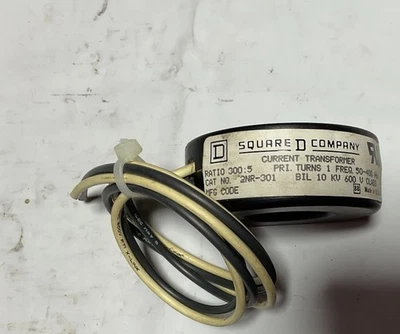 D SQUARE D COMPANY
CURRENT TRANSFORMER
RATIO 300:5 PRI. TURNS 1 FREQ. 50-400
CAT NO. 2NR-301 BIL 10 KV 600 V CLASS
MFG CODE